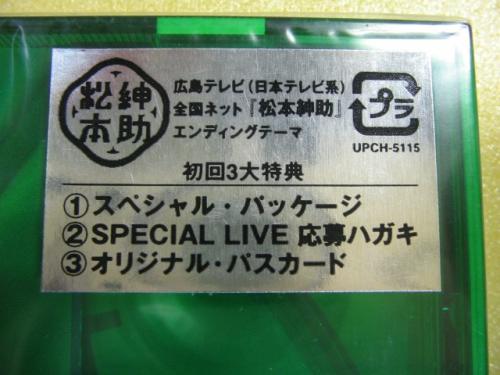 松本紳助
広島テレビ(日本テレビ系)
全国ネット『松本紳助』
エンディングテーマ
プラ
UPCH-5115
初回3大特典
①スペシャル・パッケージ
②SPECIAL LIVE 応募ハガキ
③オリジナル・パスカード